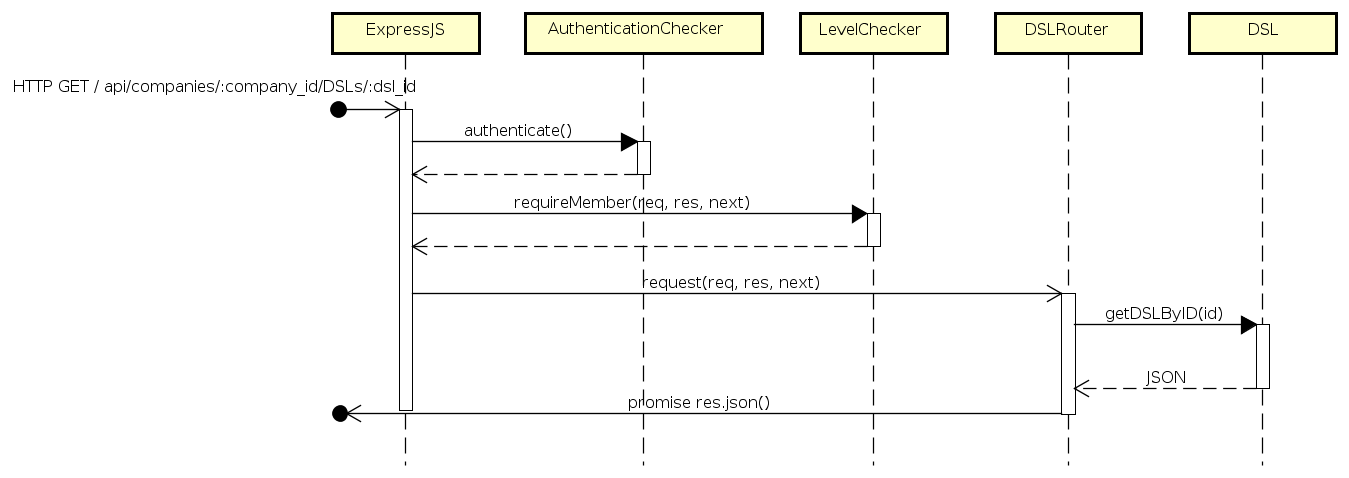 ExpressJS
AuthenticationChecker
LevelChecker
DSLRouter
DSL
HTTP GET / api/companies/:company_id/DSLs/:dsl_id
authenticate()
requireMember(req, res, next)
request(req, res, next)
getDSLByID(id)
JSON
promise res.json()